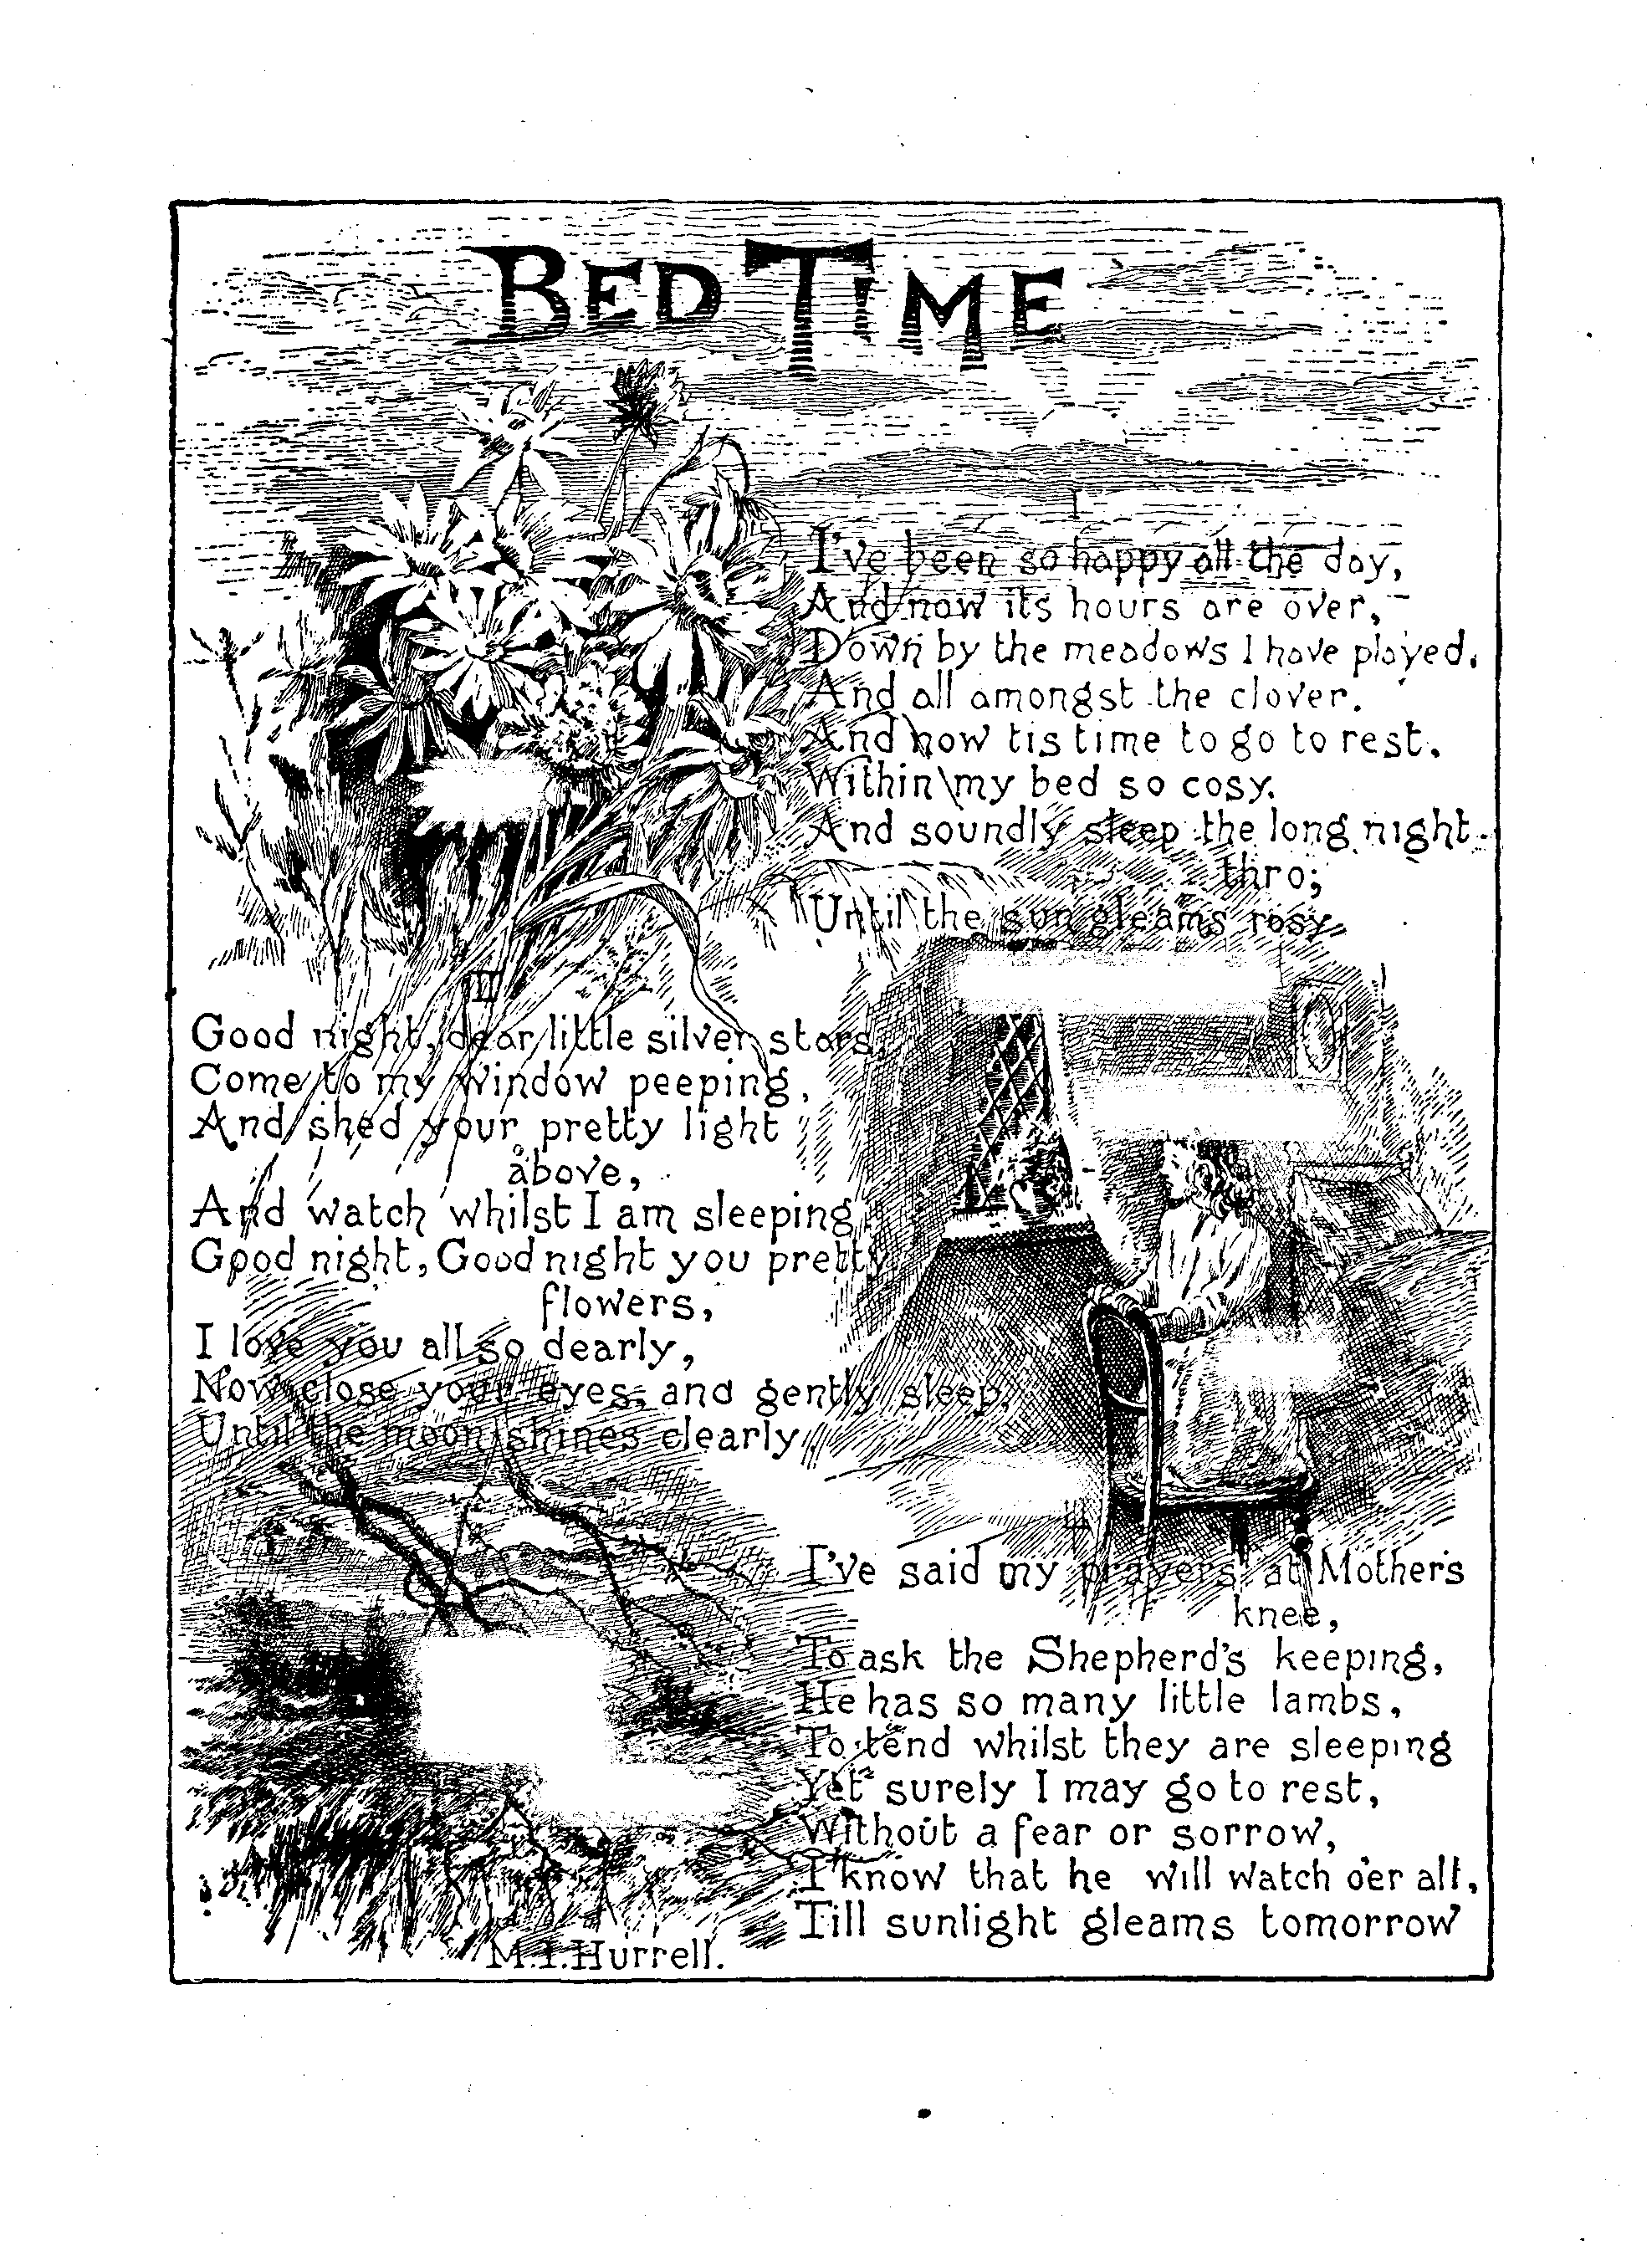 BED TIME
I
I've been so happy all the day,
And now its hours are over,
Down by the meadows I have played.
And all amongst the clover.
And now tis time to go to rest.
Within my bed so cosy.
And soundly sleep the long night
thro;
Until the sun gleams rosy
II
Good night, dear little silver stars,
Come to my window peeping,
And shed your pretty light
above,
And watch whilst I am sleeping
Good night, Good night you pretty
flowers,
I love you all so dearly,
Now close your eyes, and gently sleep,
Until the moon shines clearly
I've said my prayers at Mother's
knee,
To ask the Shepherd's keeping,
He has so many little lambs,
To tend whilst they are sleeping
Yet surely I may go to rest,
Without a fear or sorrow,
I know that he will watch o'er all,
Till sunlight gleams tomorrow
M.I.Hurrell.